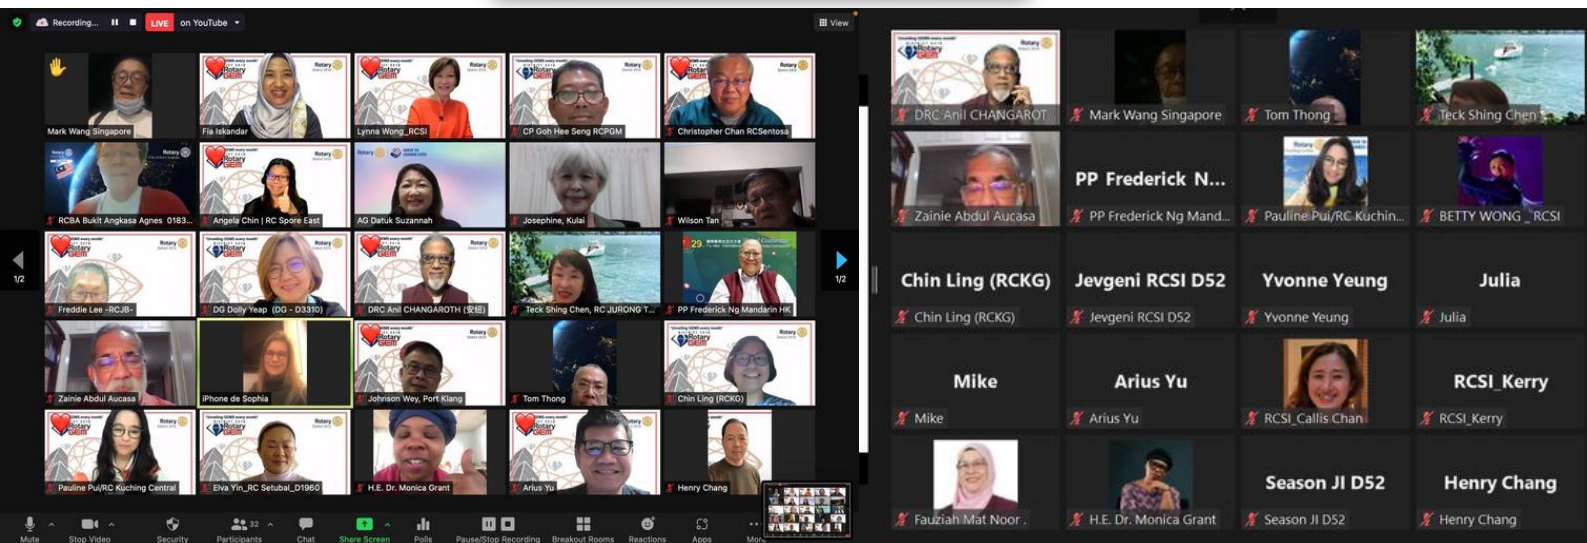 Recording...
LIVE
on YouTube
View
Mark Wang Singapore
Fia Iskandar
Lynna Wong_RCSI
CP Goh Hee Seng RCPGM
Christopher Chan RCSentosa
RCBA Bukit Angkasa Agnes 0183...
Angela Chin | RC Spore East
AG Datuk Suzannah
Josephine, Kulai
Wilson Tan
1/2
1/2
Freddie Lee -RCJB-
DG Dolly Yeap (DG - D3310)
DRC Anil CHANGAROTH
Teck Shing Chen, RC JURONG T...
PP Frederick Ng Mandarin HK
Zainie Abdul Aucasa
iPhone de Sophia
Johnson Wey, Port Klang
Tom Thong
Chin Ling (RCKG)
Pauline Pui/RC Kuching Central
Elva Yin_RC Setubal_D1960
H.E. Dr. Monica Grant
Arius Yu
Henry Chang
Rotary
GEM
Mute
Stop Video
Security
32
Participants
Chat
Share Screen
Polls
Pause/Stop Recording
Breakout Rooms
Reactions
Apps
More
DRC Anil CHANGAROT
Mark Wang Singapore
Tom Thong
Teck Shing Chen
Zainie Abdul Aucasa
PP Frederick N...
PP Frederick Ng Mand...
Pauline Pui/RC Kuchin...
BETTY WONG _ RCSI
Chin Ling (RCKG)
Jevgeni RCSI D52
Yvonne Yeung
Julia
Chin Ling (RCKG)
Jevgeni RCSI D52
Yvonne Yeung
Julia
Mike
Arius Yu
RCSI_Kerry
Mike
Arius Yu
RCSI_Callis Chan
RCSI_Kerry
Season JI D52
Henry Chang
Fauziah Mat Noor .
H.E. Dr. Monica Grant
Season JI D52
Henry Chang